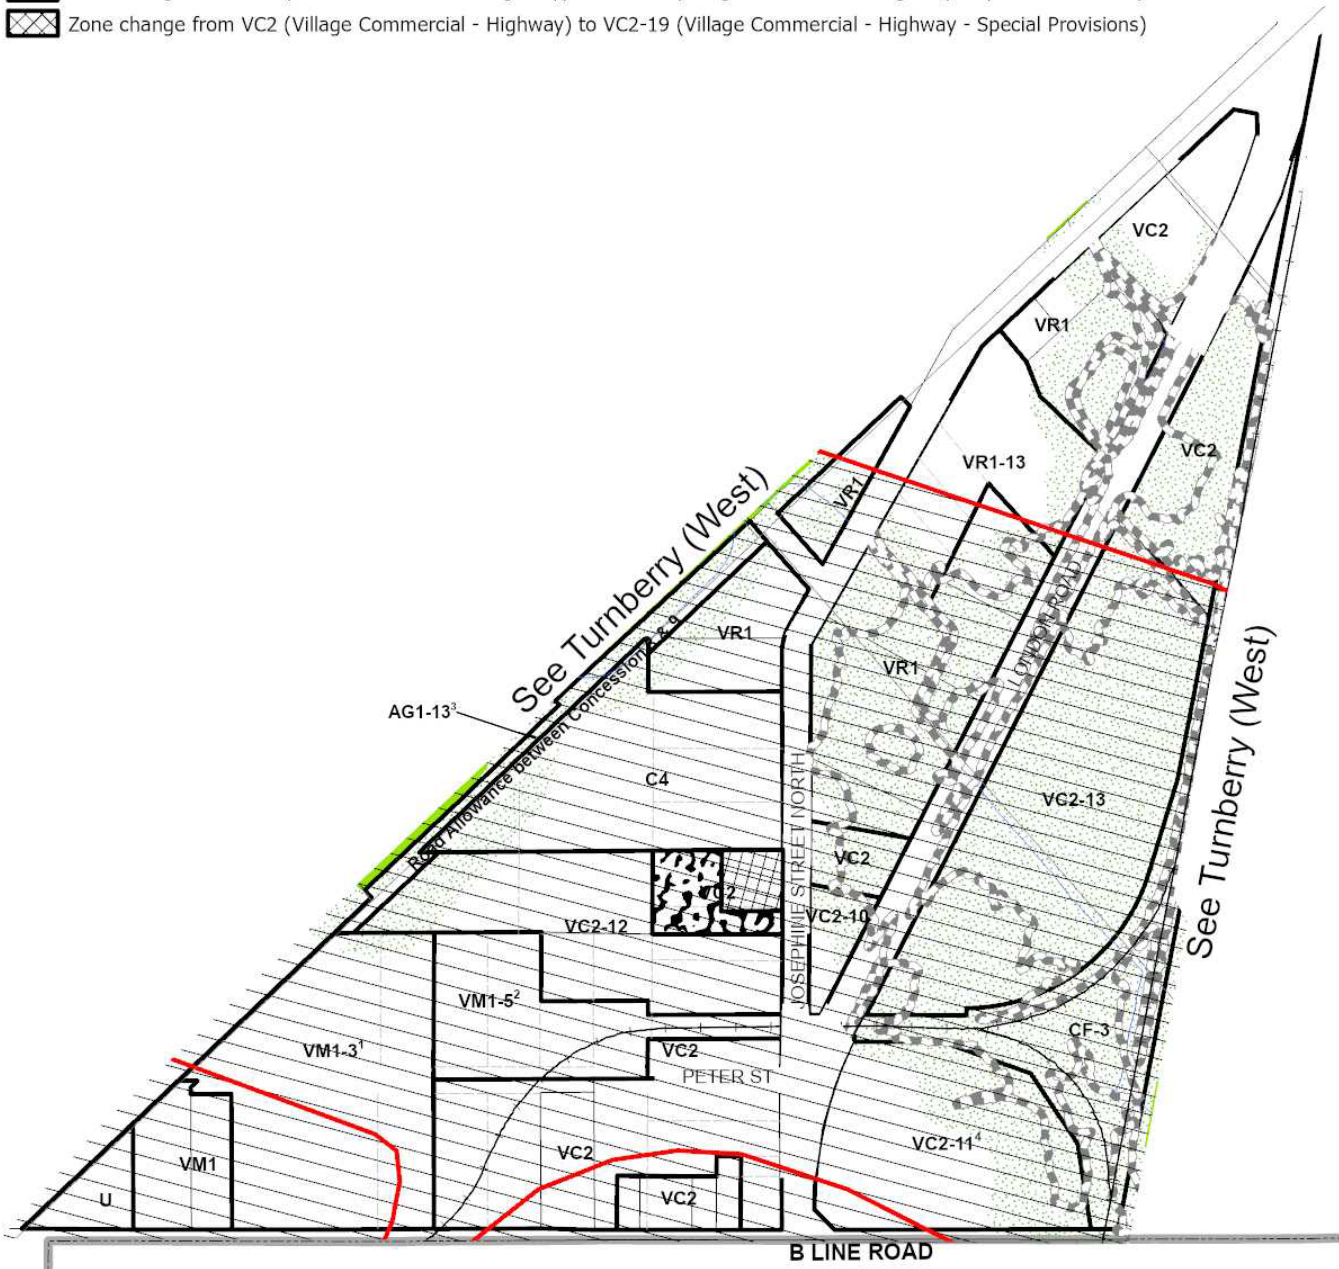 Zone change from VC2 (Village Commercial - Highway) to VC2-19 (Village Commercial - Highway - Special Provisions)
VC2
VR1
VC2
VR1-13
VR1
See Turnberry (West)
VR1
VR1
LONDON ROAD
See Turnberry (West)
AG1-13³
Road Allowance between Concession 8 & 9
C4
JOSEPHINE STREET NORTH
VC2-13
VC2
VC2-10
VC2-12
VM1-5²
CF-3
VM1-3¹
VC2
PETER ST
VC2-11⁴
VC2
VM1
U
VC2
B LINE ROAD